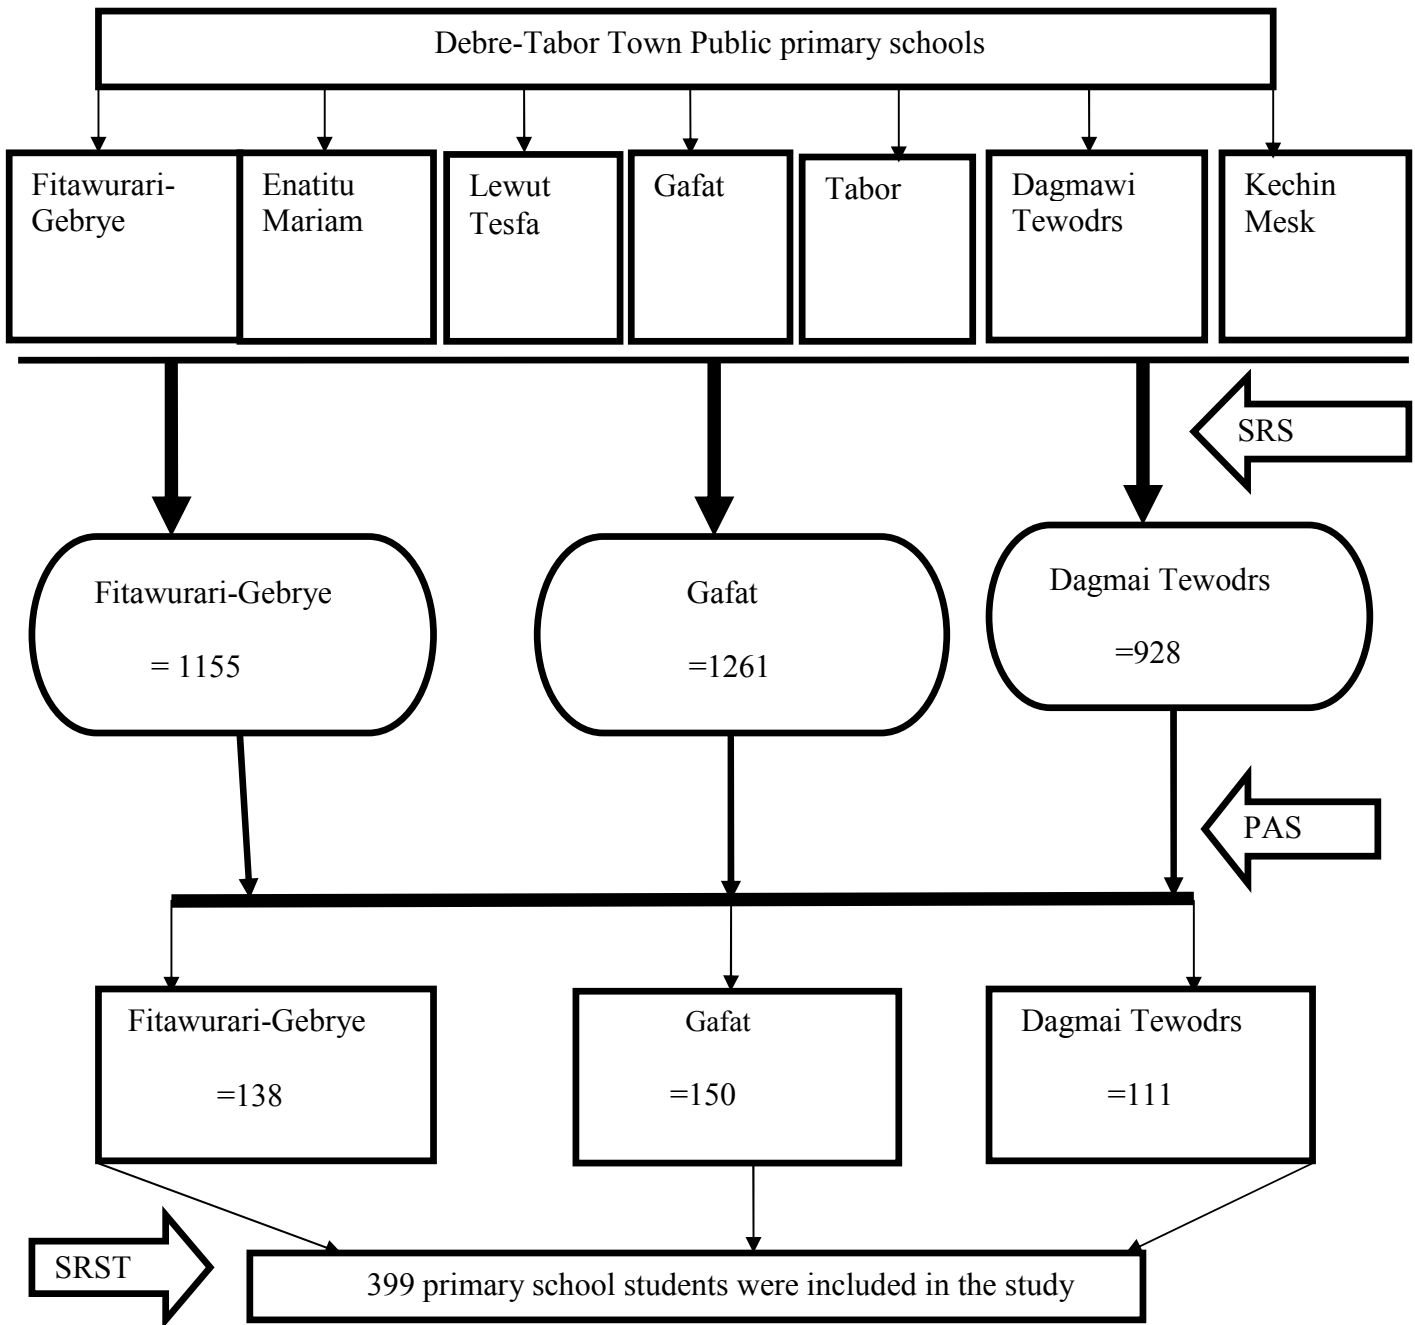 Debre-Tabor Town Public primary schools
Fitawurari-
Gebrye
Enatitu
Mariam
Lewut
Tesfa
Gafat
Tabor
Dagmawi
Tewodrs
Kechin
Mesk
SRS
Fitawurari-Gebrye
= 1155
Gafat
=1261
Dagmai Tewodrs
=928
PAS
Fitawurari-Gebrye
=138
Gafat
=150
Dagmai Tewodrs
=111
SRST
399 primary school students were included in the study